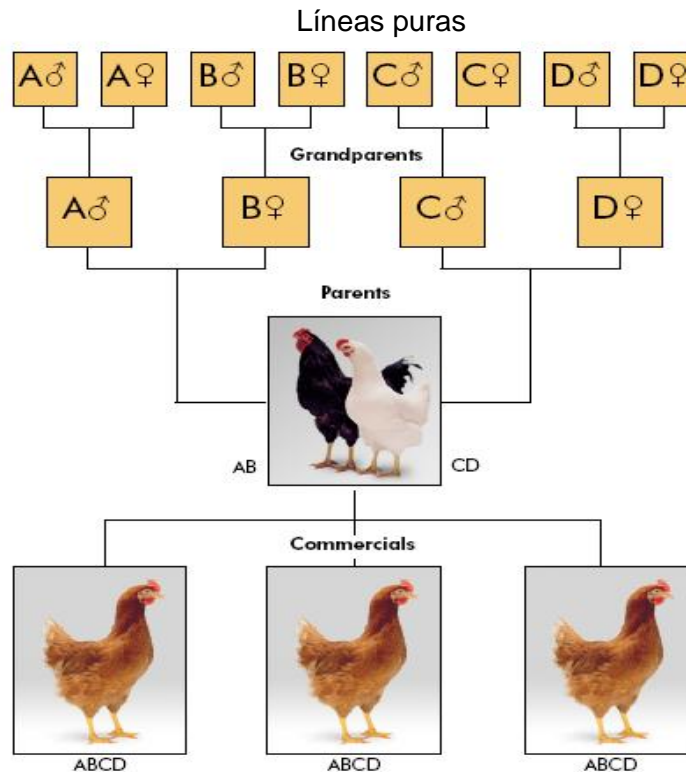 Líneas puras
A♂ A♀ B♂ B♀ C♂ C♀ D♂ D♀
Grandparents
A♂ B♀ C♂ D♀
Parents
AB CD
Commercials
ABCD ABCD ABCD